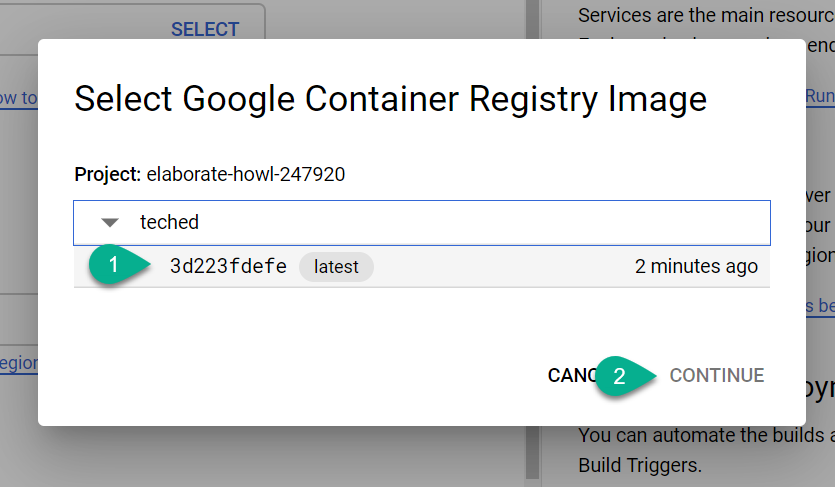 SELECT
Services are the main resourc
ow to
Select Google Container Registry Image
Run
Project: elaborate-howl-247920
teched
ver
our
1
3d223fdefe latest 2 minutes ago
gion
s be
egion
CANC
2
CONTINUE
oyn
You can automate the builds a
Build Triggers.